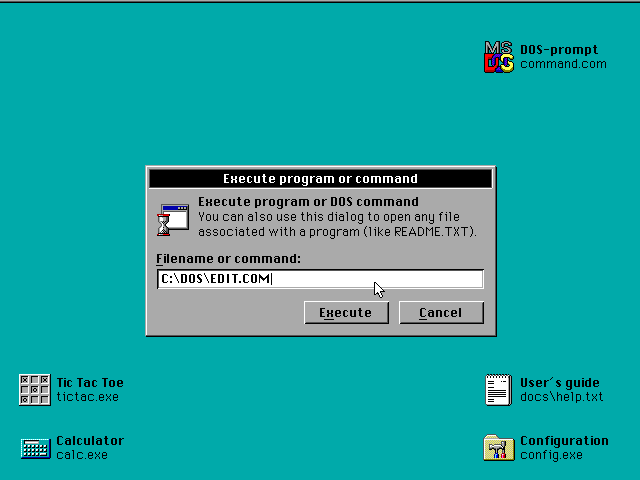 MS
DOS
DOS-prompt
command.com
Execute program or command
Execute program or DOS command
You can also use this dialog to open any file
associated with a program (like README.TXT).
Filename or command:
C:\DOS\EDIT.COM
Execute
Cancel
Tic Tac Toe
tictac.exe
User´s guide
docs\help.txt
Calculator
calc.exe
Configuration
config.exe